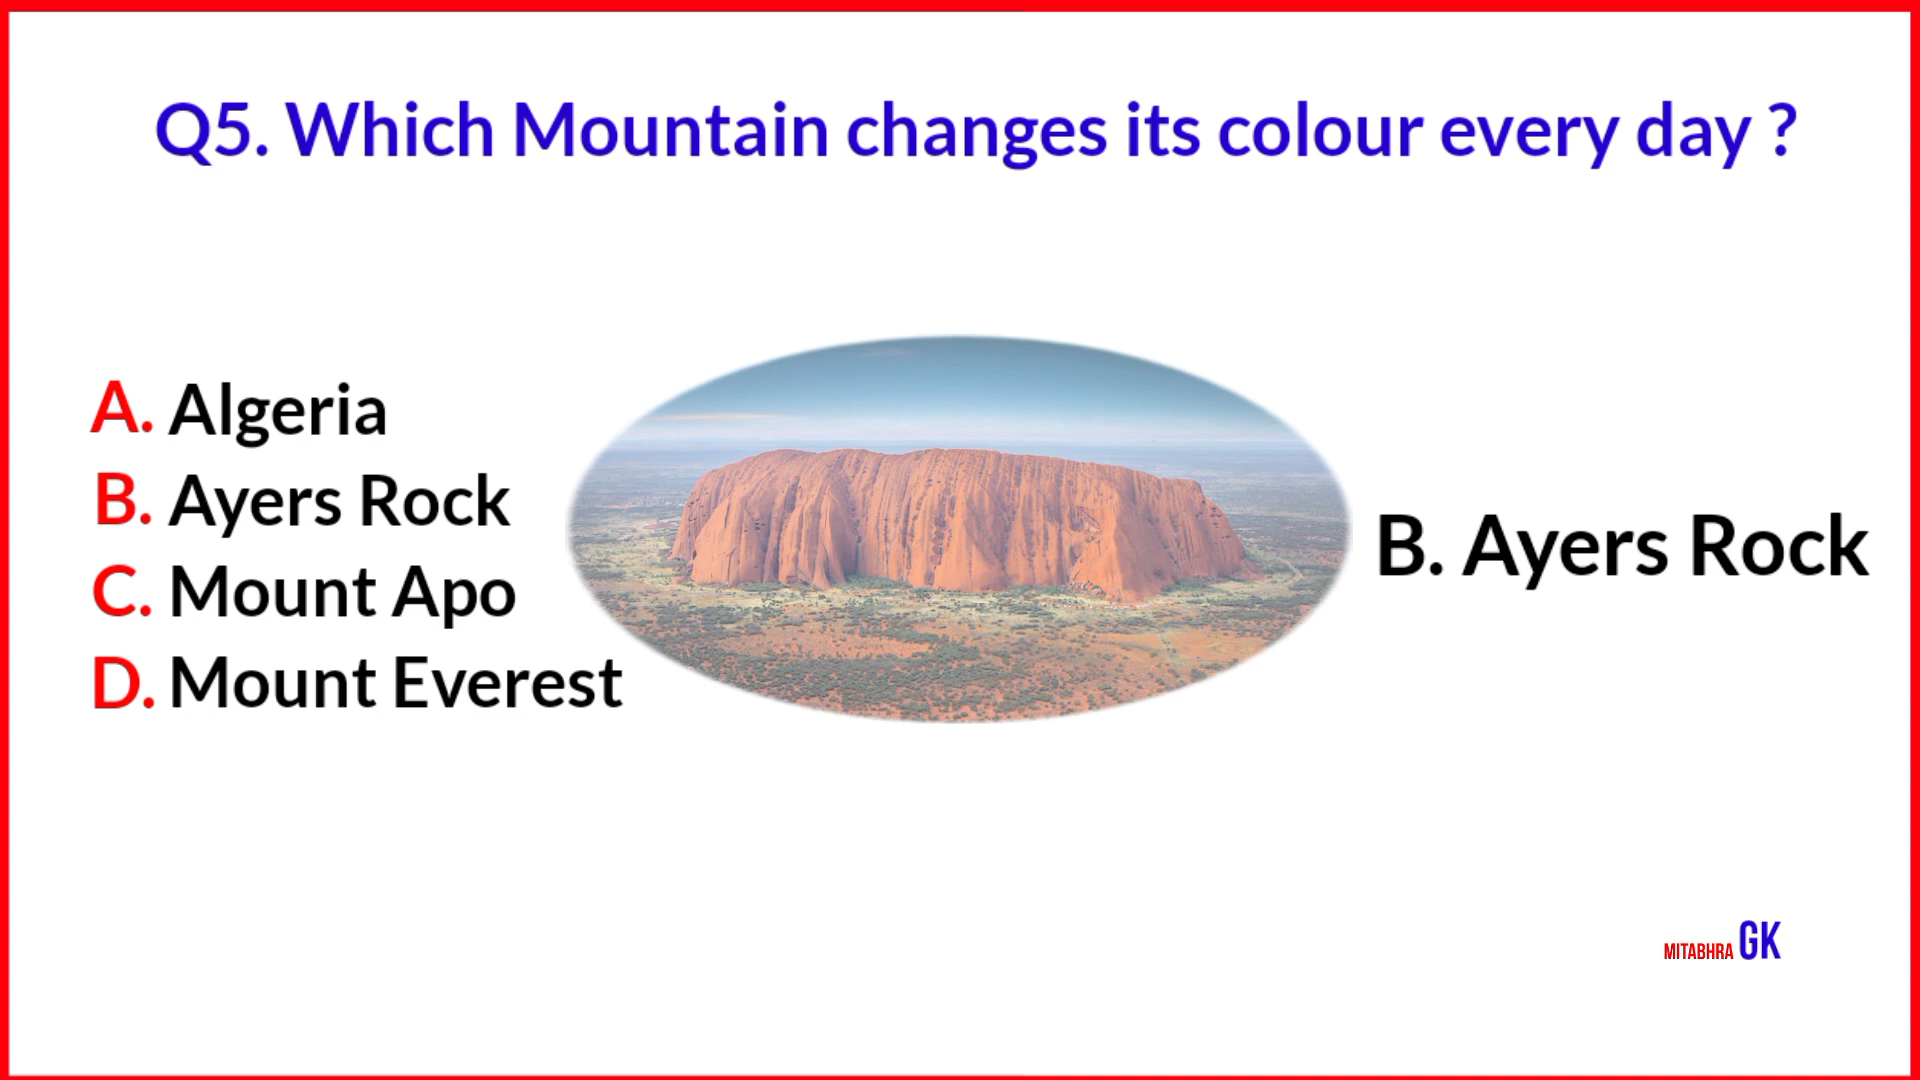 Q5. Which Mountain changes its colour every day ?
A. Algeria
B. Ayers Rock
C. Mount Apo
D. Mount Everest
B. Ayers Rock
MITABHRA GK